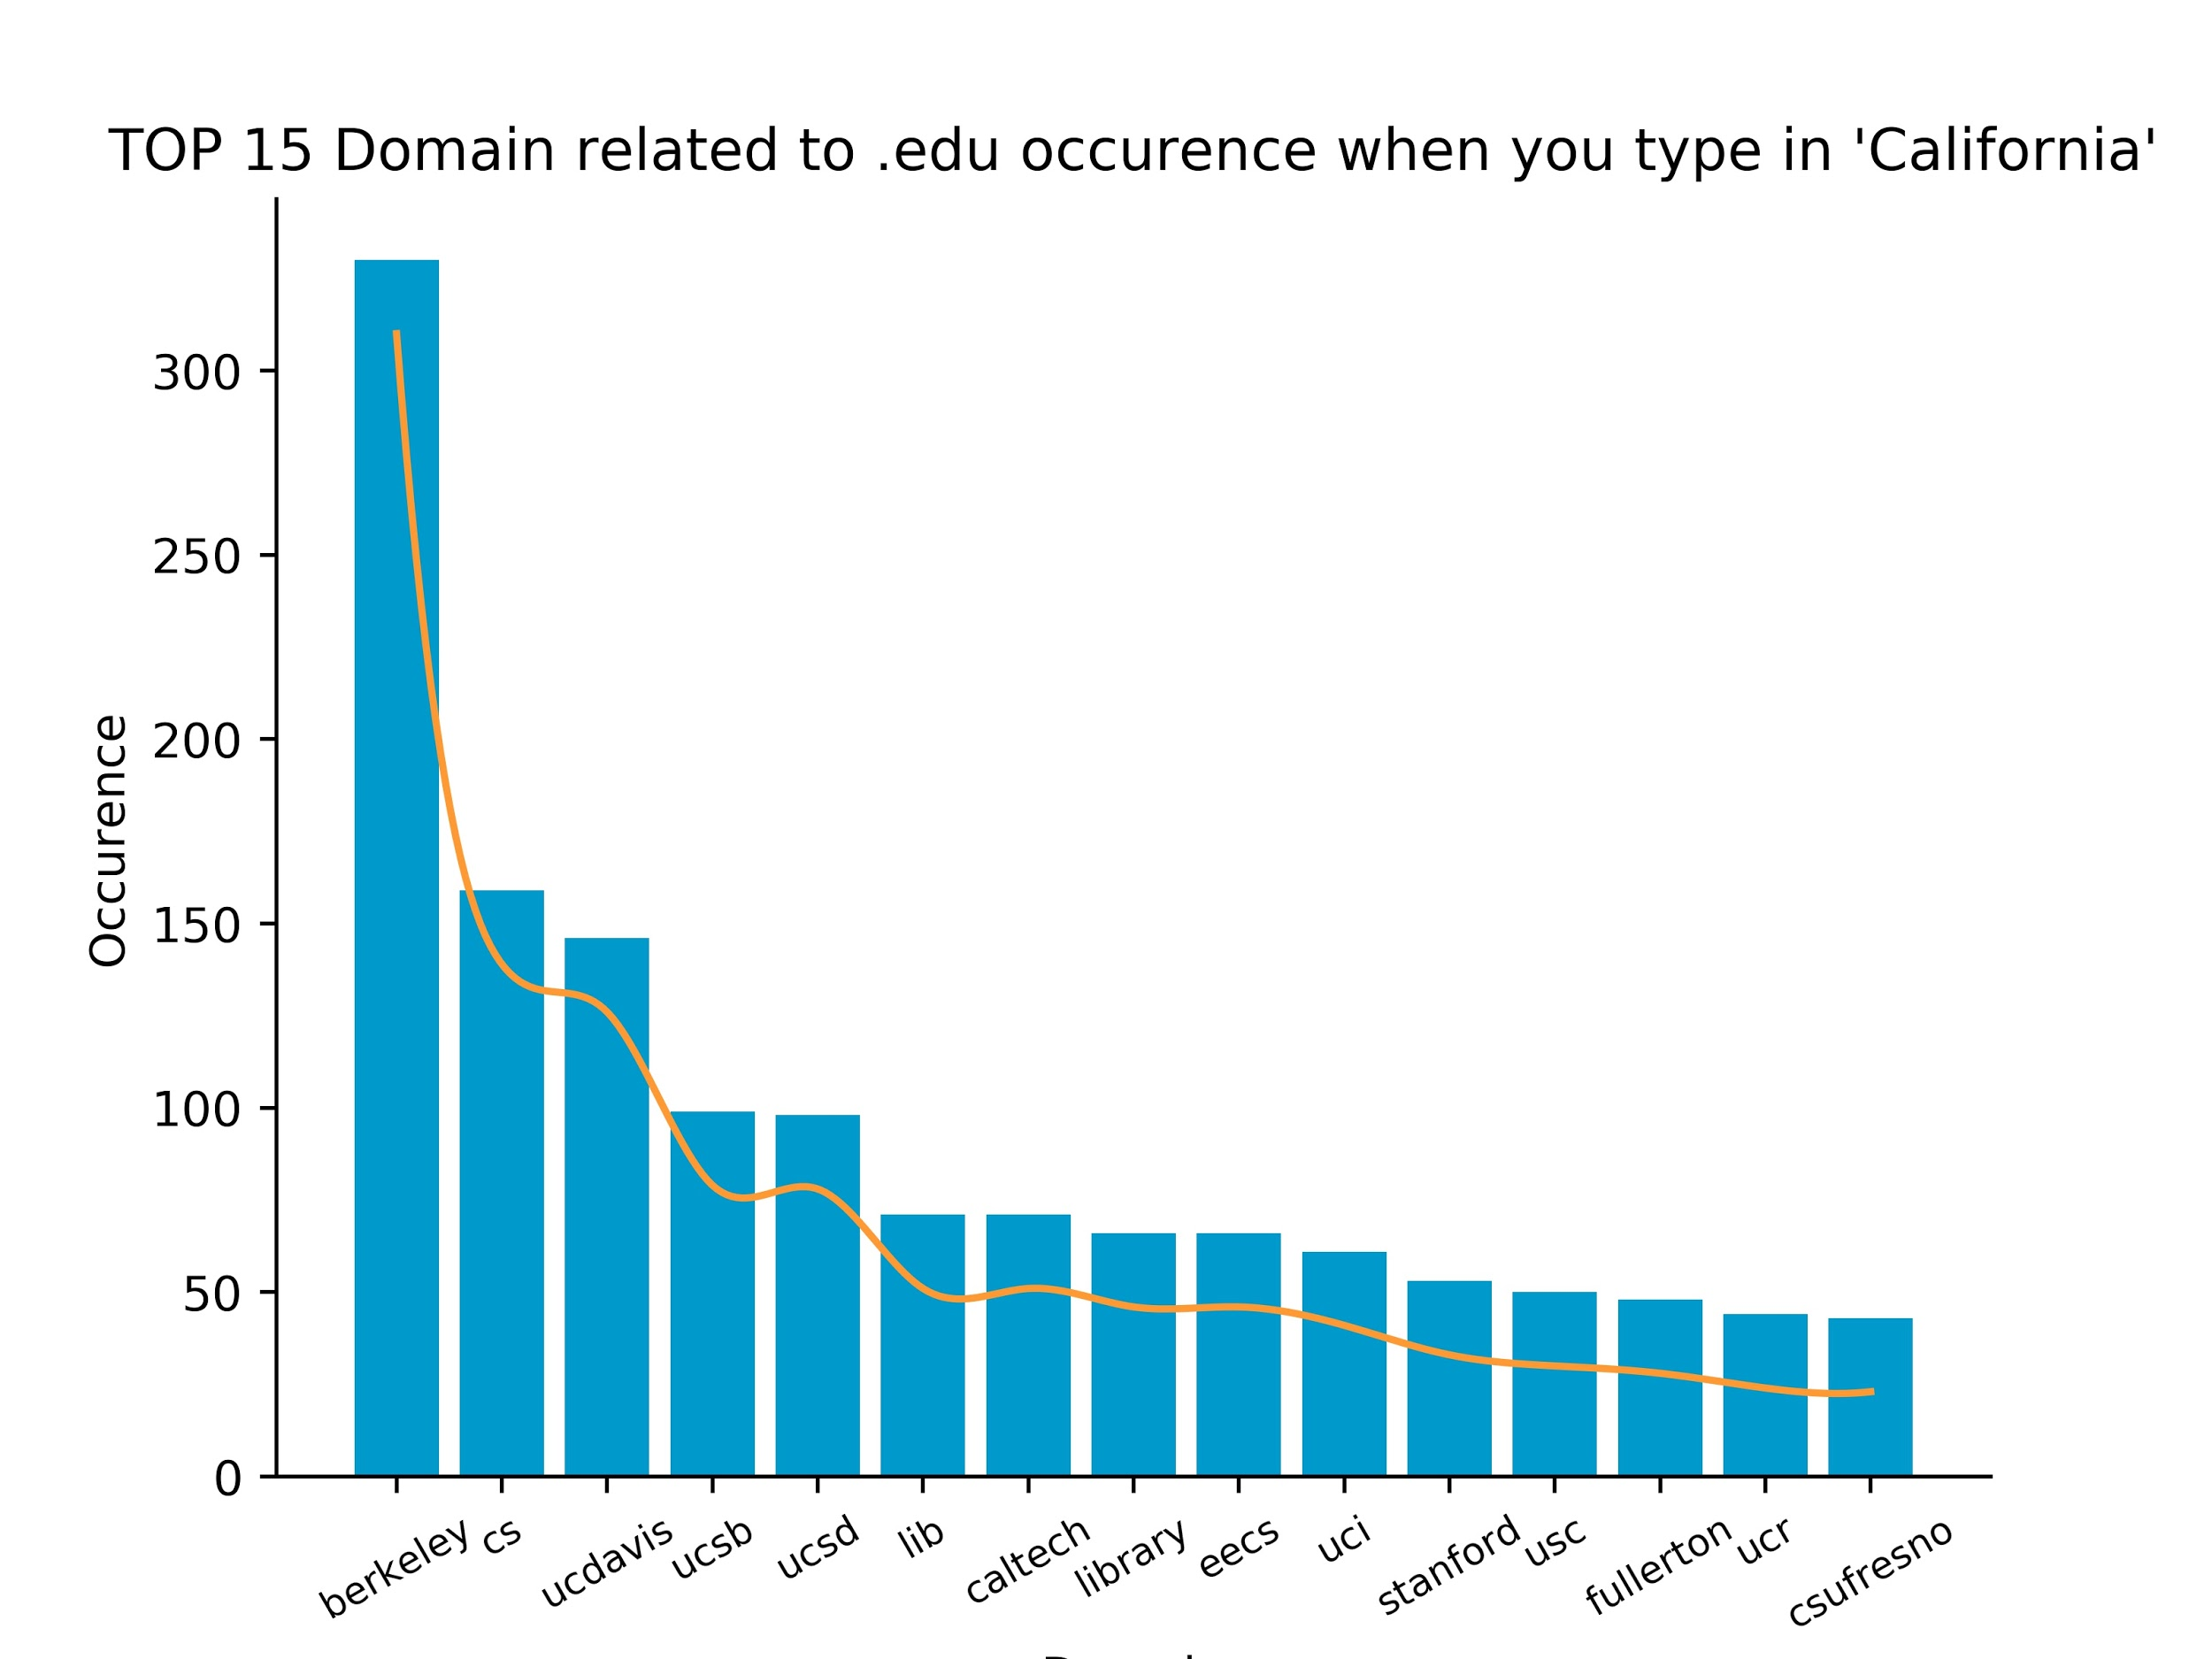 TOP 15 Domain related to .edu occurence when you type in 'California'
Occurence
300
250
200
150
100
50
0
berkeley
cs
ucdavis
ucsb
ucsd
lib
caltech
library
eecs
uci
stanford
usc
fullerton
ucr
csufresno